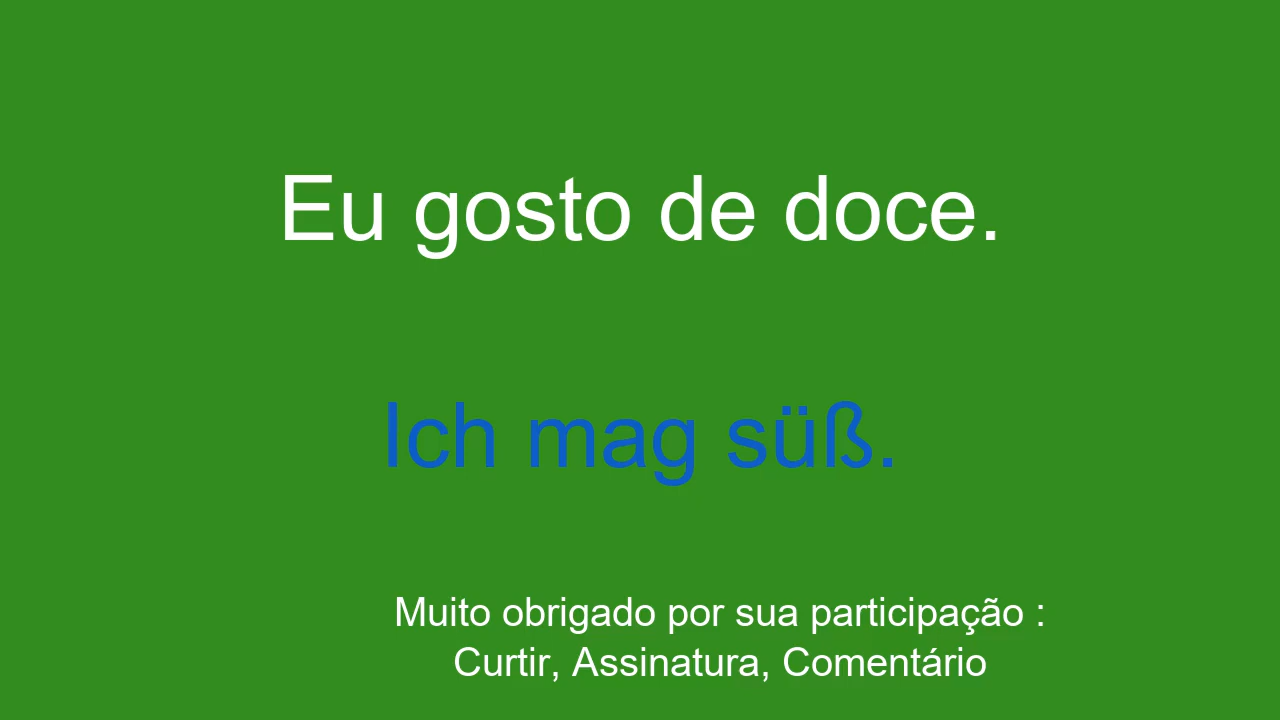 Eu gosto de doce.
Ich mag süß.
Muito obrigado por sua participação :
Curtir, Assinatura, Comentário